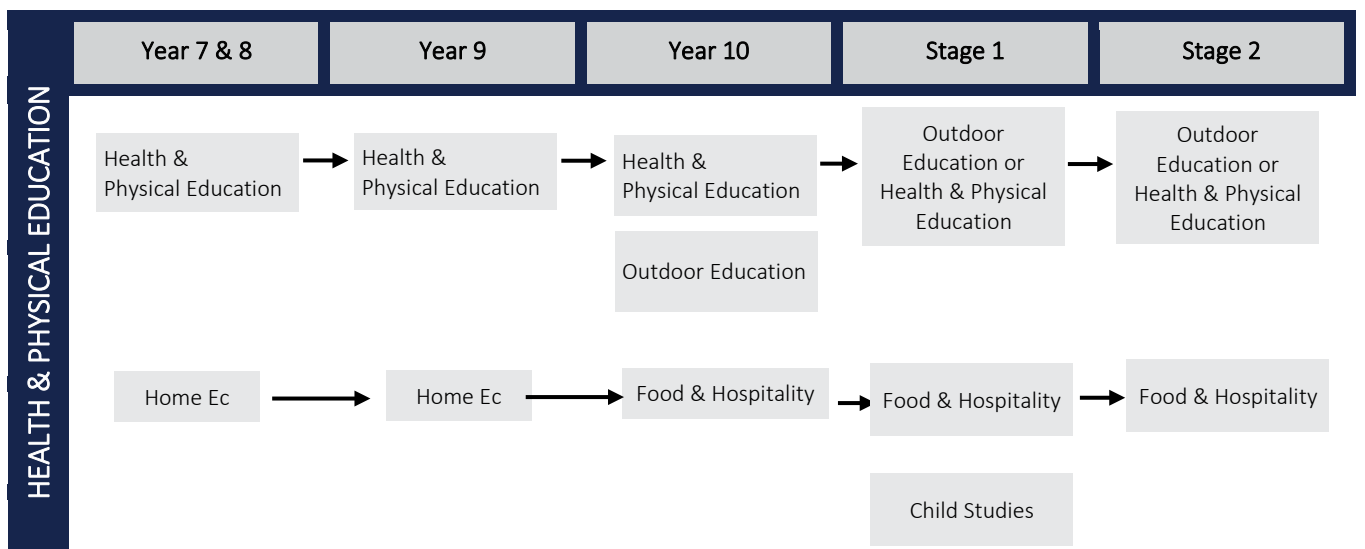 HEALTH & PHYSICAL EDUCATION
Year 7 & 8
Year 9
Year 10
Stage 1
Stage 2
Health &
Physical Education
Health &
Physical Education
Health &
Physical Education
Outdoor
Education or
Health & Physical
Education
Outdoor
Education or
Health & Physical
Education
Outdoor Education
Home Ec
Home Ec
Food & Hospitality
Food & Hospitality
Food & Hospitality
Child Studies